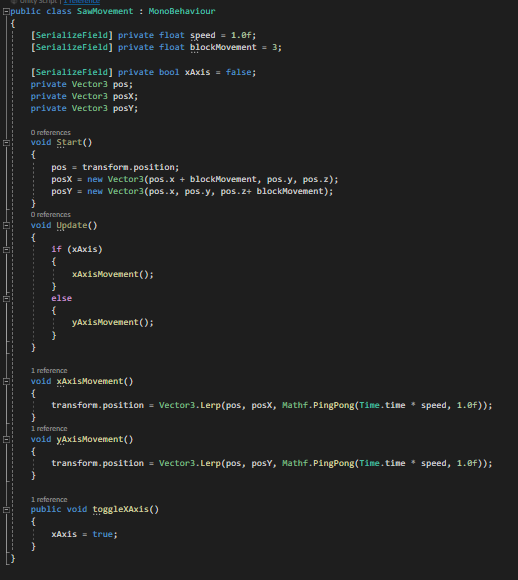 Unity Script | 1 reference
public class SawMovement : MonoBehaviour
{
[SerializeField] private float speed = 1.0f;
[SerializeField] private float blockMovement = 3;
[SerializeField] private bool xAxis = false;
private Vector3 pos;
private Vector3 posX;
private Vector3 posY;
0 references
void Start()
{
pos = transform.position;
posX = new Vector3(pos.x + blockMovement, pos.y, pos.z);
posY = new Vector3(pos.x, pos.y, pos.z+ blockMovement);
}
0 references
void Update()
{
if (xAxis)
{
xAxisMovement();
}
else
{
yAxisMovement();
}
}
1 reference
void xAxisMovement()
{
transform.position = Vector3.Lerp(pos, posX, Mathf.PingPong(Time.time * speed, 1.0f));
}
1 reference
void yAxisMovement()
{
transform.position = Vector3.Lerp(pos, posY, Mathf.PingPong(Time.time * speed, 1.0f));
}
1 reference
public void toggleXAxis()
{
xAxis = true;
}
}